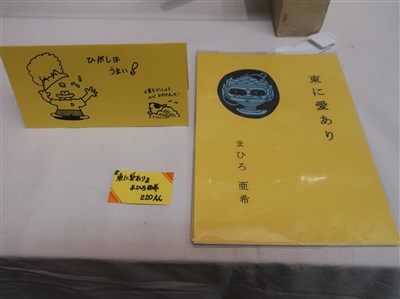 ひがしは
うまい
東に愛あり
まひろ 亜希
『東に愛あり』
まひろ亜希
220えん